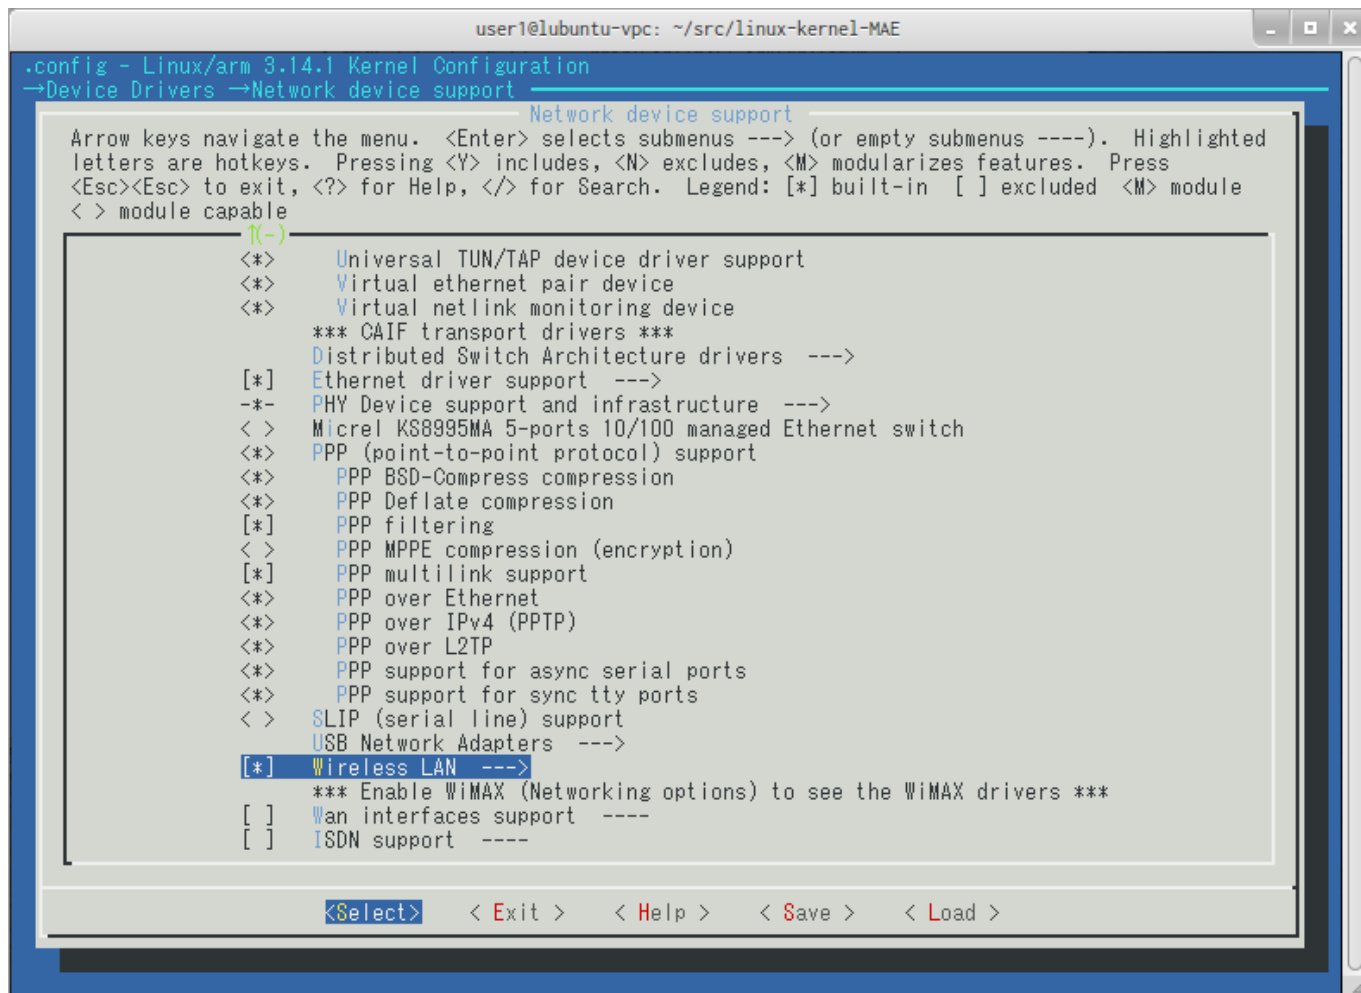 user1@lubuntu-vpc: ~/src/linux-kernel-MAE
.config - Linux/arm 3.14.1 Kernel Configuration
→Device Drivers →Network device support
Network device support
Arrow keys navigate the menu.  <Enter> selects submenus ---> (or empty submenus ----).  Highlighted
letters are hotkeys.  Pressing <Y> includes, <N> excludes, <M> modularizes features.  Press
<Esc><Esc> to exit, <?> for Help, </> for Search.  Legend: [*] built-in  [ ] excluded  <M> module
< > module capable
↑(-)
<*>     Universal TUN/TAP device driver support
<*>     Virtual ethernet pair device
<*>     Virtual netlink monitoring device
*** CAIF transport drivers ***
Distributed Switch Architecture drivers  --->
[*]   Ethernet driver support  --->
-*-   PHY Device support and infrastructure  --->
< >   Micrel KS8995MA 5-ports 10/100 managed Ethernet switch
<*>   PPP (point-to-point protocol) support
<*>     PPP BSD-Compress compression
<*>     PPP Deflate compression
[*]     PPP filtering
< >     PPP MPPE compression (encryption)
[*]     PPP multilink support
<*>     PPP over Ethernet
<*>     PPP over IPv4 (PPTP)
<*>     PPP over L2TP
<*>     PPP support for async serial ports
<*>     PPP support for sync tty ports
< >   SLIP (serial line) support
USB Network Adapters  --->
[*]   Wireless LAN  --->
*** Enable WiMAX (Networking options) to see the WiMAX drivers ***
[ ]   Wan interfaces support  ----
[ ]   ISDN support  ----
<Select>    < Exit >    < Help >    < Save >    < Load >